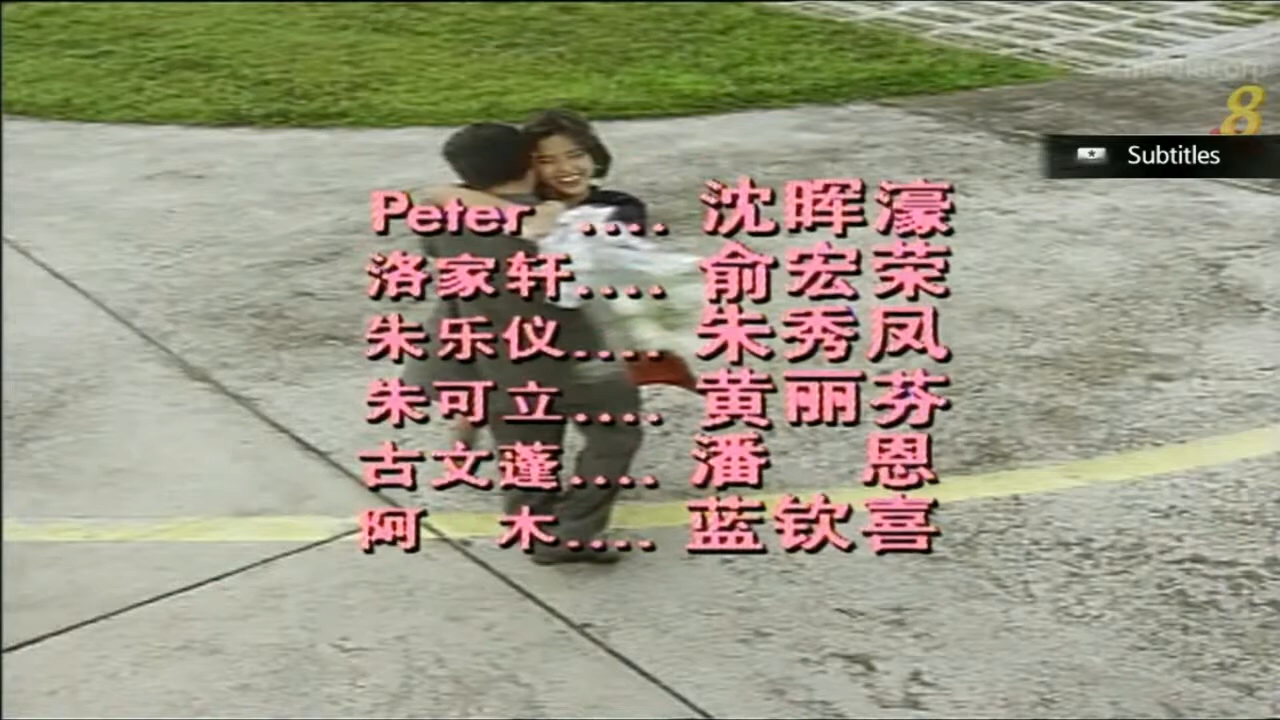 mediacorp
8
Subtitles
Peter .... 沈晖濠
洛家轩.... 俞宏荣
朱乐仪.... 朱秀凤
朱可立.... 黄丽芬
古文蓬.... 潘 恩
阿 木.... 蓝钦喜